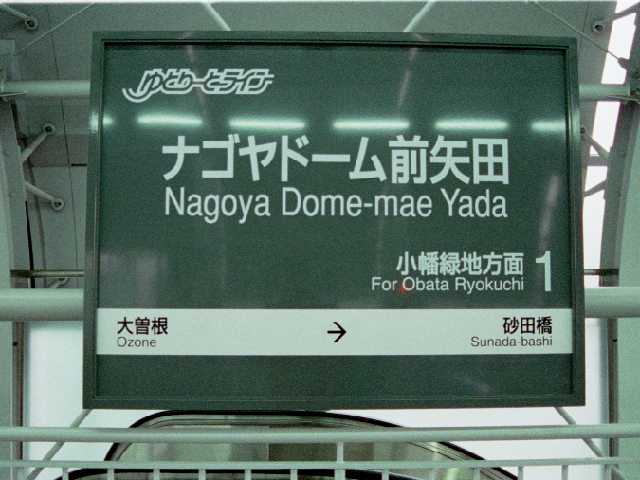 ゆとりーとライン
ナゴヤドーム前矢田
Nagoya Dome-mae Yada
小幡緑地方面 1
For Obata Ryokuchi
大曽根 → 砂田橋
Ozone Sunada-bashi